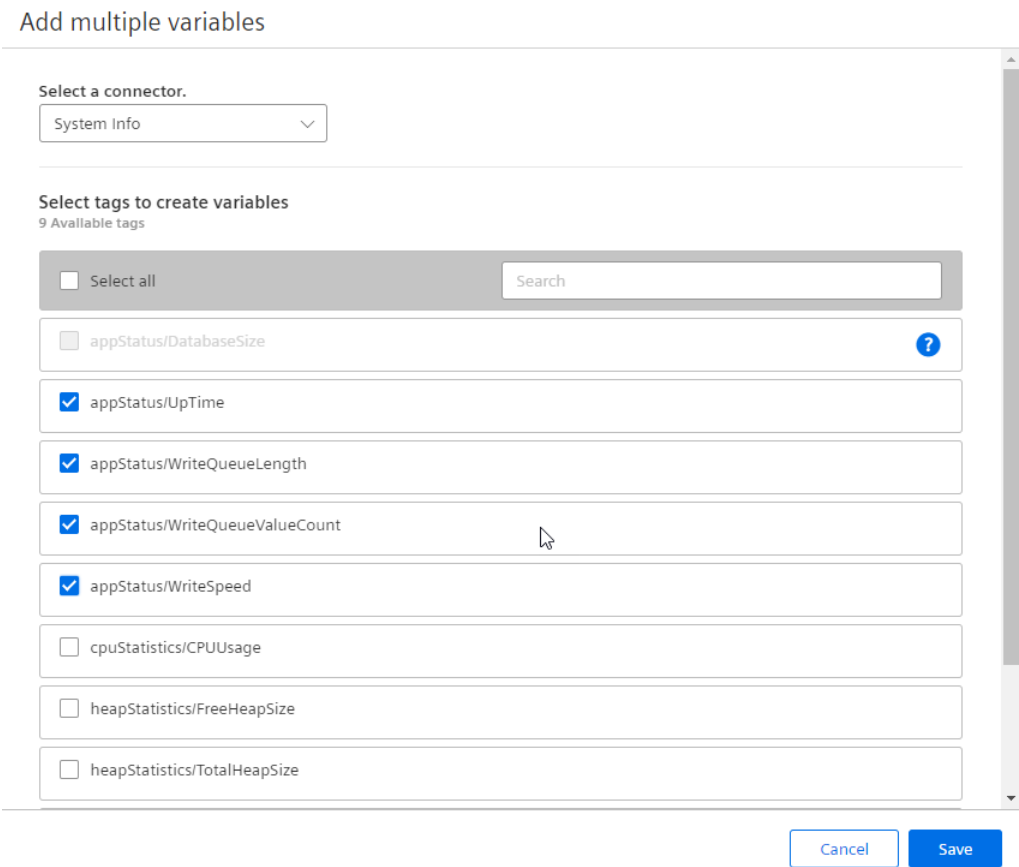 Add multiple variables
Select a connector.
System Info
Select tags to create variables
9 Available tags
Select all
Search
appStatus/DatabaseSize
?
appStatus/UpTime
appStatus/WriteQueueLength
appStatus/WriteQueueValueCount
appStatus/WriteSpeed
cpuStatistics/CPUUsage
heapStatistics/FreeHeapSize
heapStatistics/TotalHeapSize
Cancel
Save